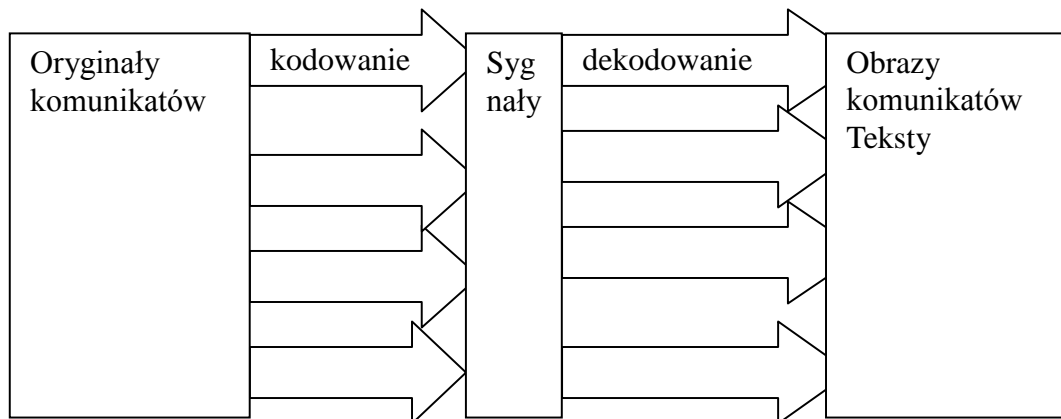 Oryginały
komunikatów
kodowanie
Syg
nały
dekodowanie
Obrazy
komunikatów
Teksty